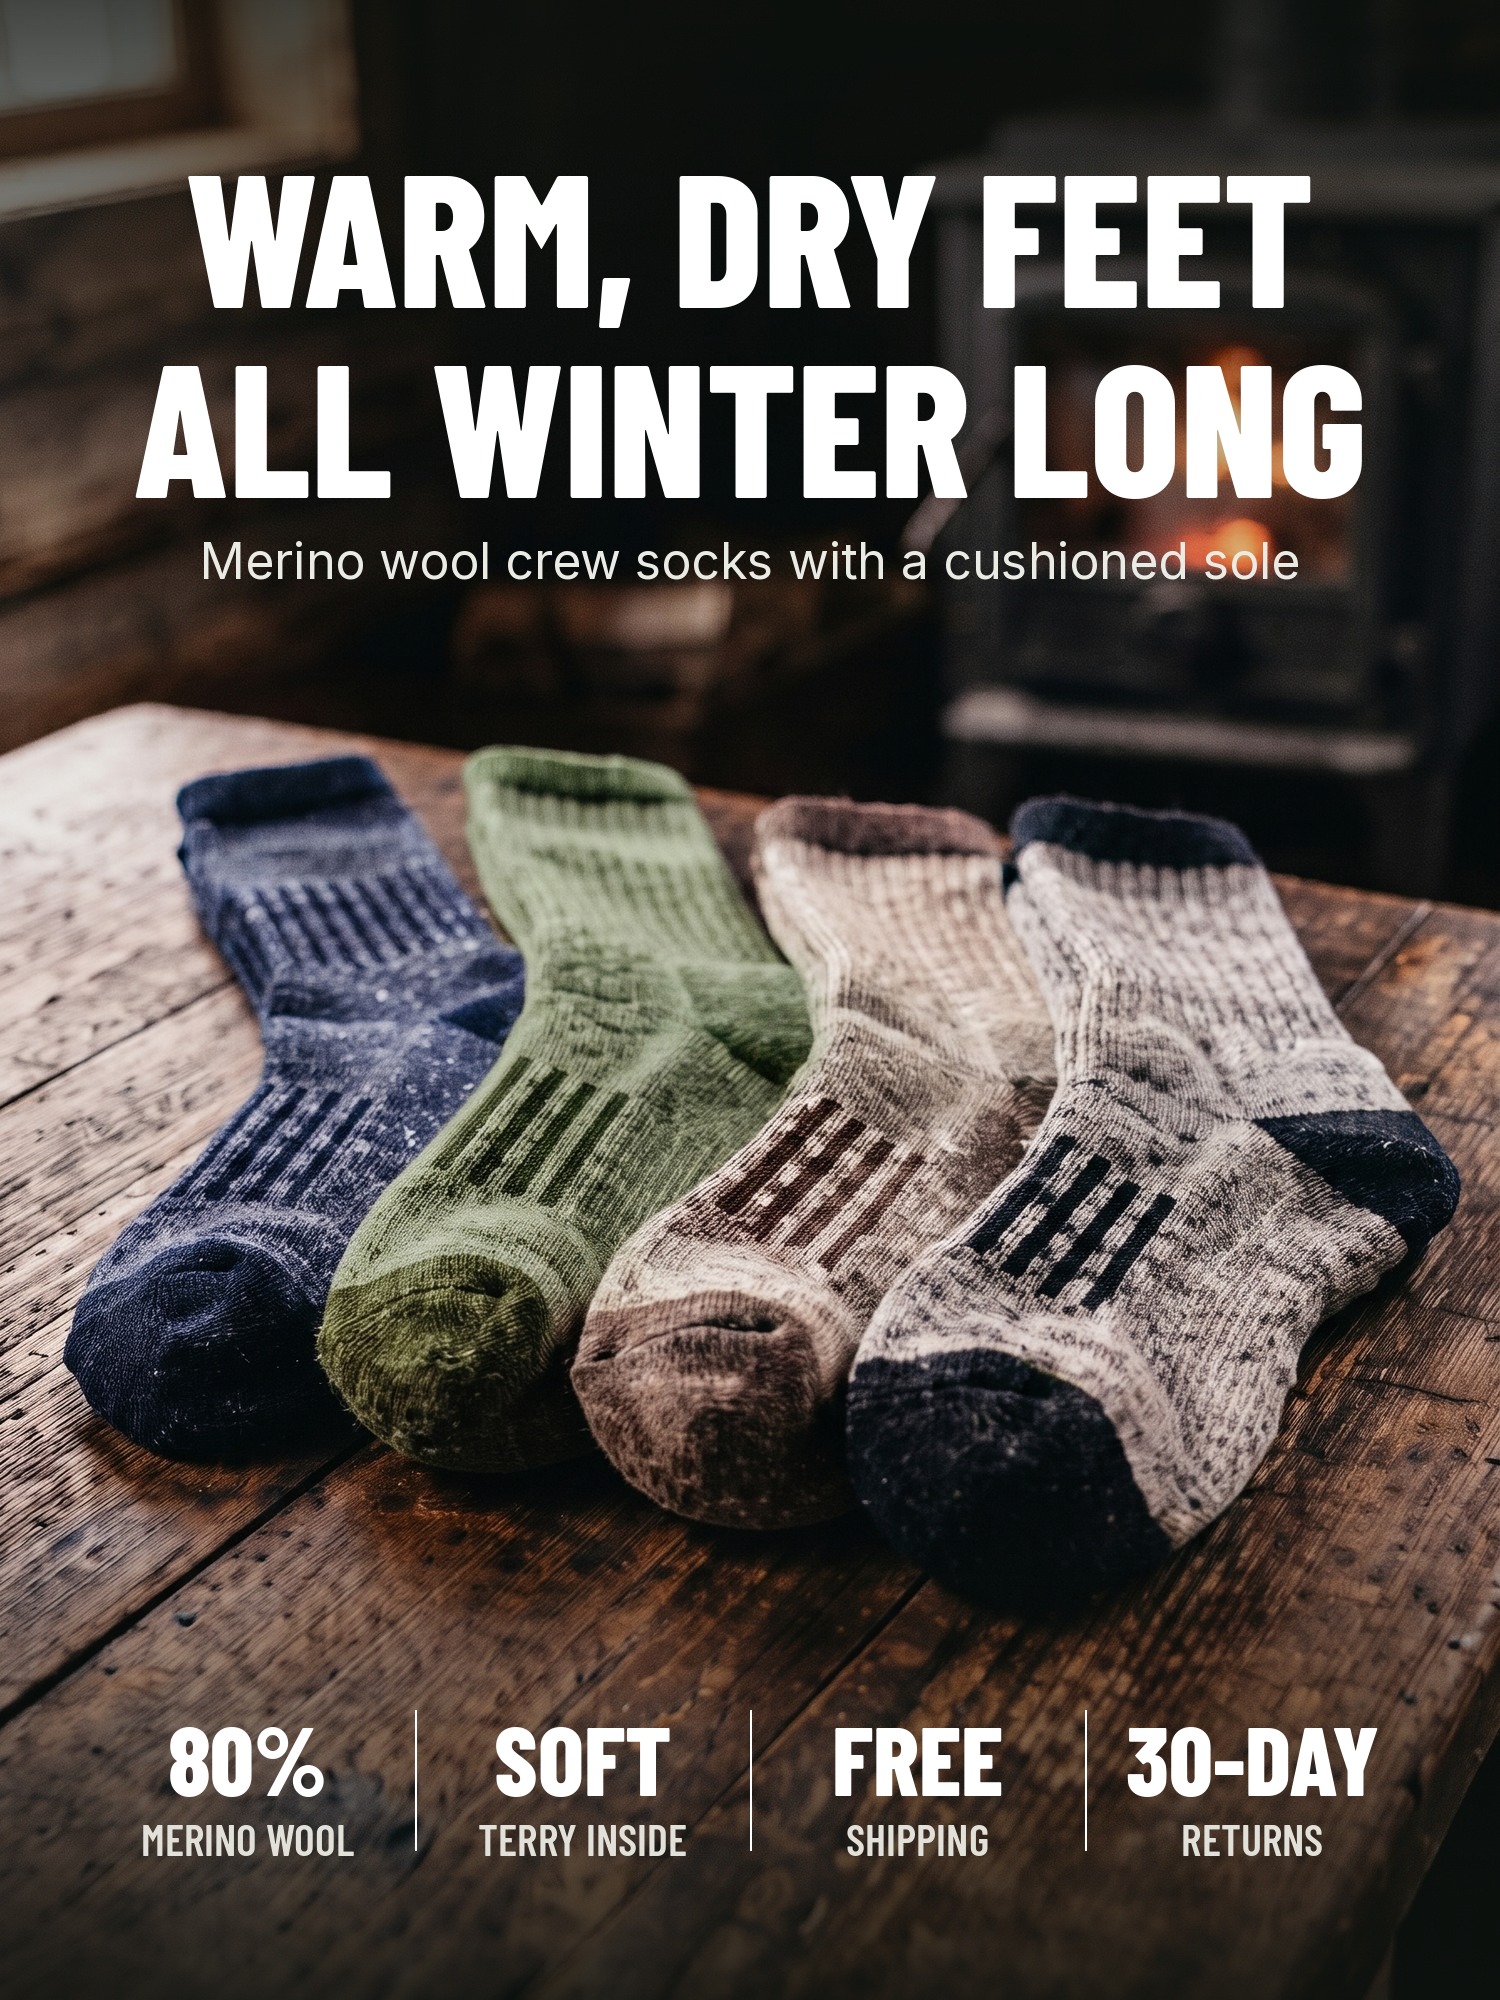 WARM, DRY FEET
ALL WINTER LONG
Merino wool crew socks with a cushioned sole
80%
MERINO WOOL
SOFT
TERRY INSIDE
FREE
SHIPPING
30-DAY
RETURNS